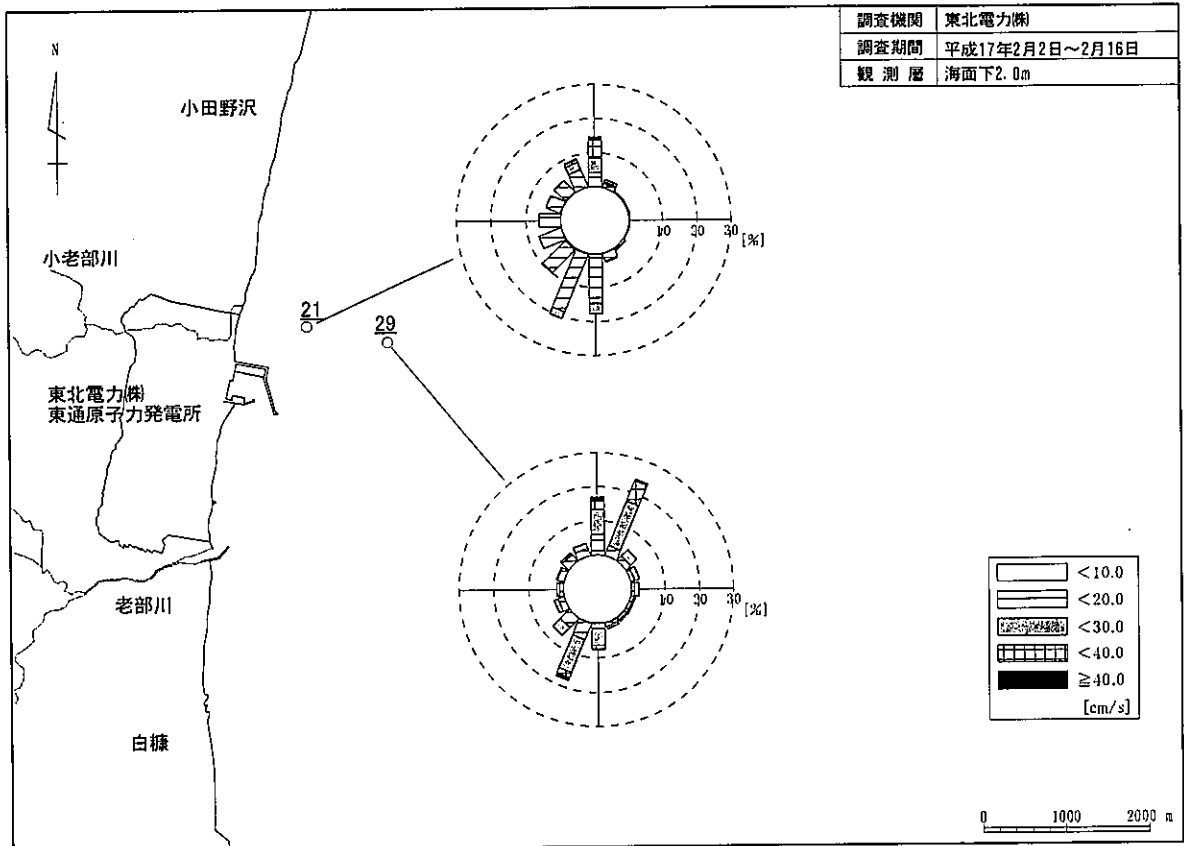 調査機関 東北電力㈱
調査期間 平成17年2月2日~2月16日
観測層 海面下2.0m
N
小田野沢
10 20 30
[%]
小老部川
21
29
東北電力㈱
東通原子力発電所
10 20 30
[%]
老部川
<10.0
<20.0
<30.0
<40.0
≧40.0
[cm/s]
白糠
0 1000 2000 m